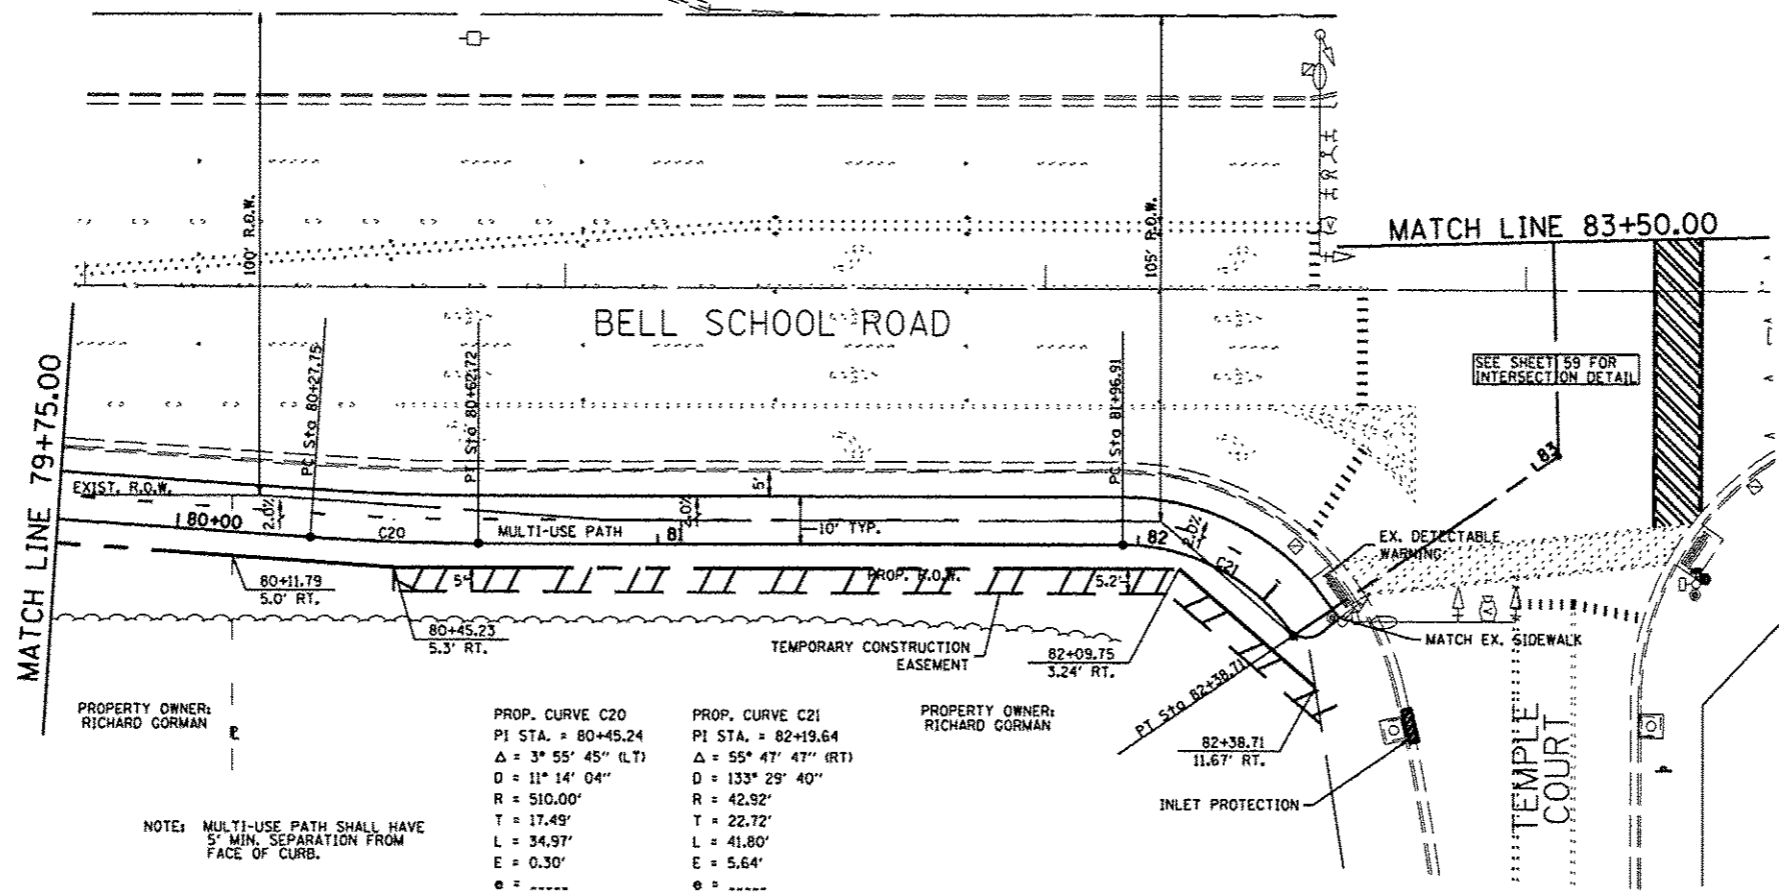 100' R.O.W.
105' R.O.W.
MATCH LINE 83+50.00
BELL SCHOOL ROAD
SEE SHEET 59 FOR
INTERSECTION DETAIL
MATCH LINE 79+75.00
PC Sta 80+27.75
PT Sta 80+62.72
PC Sta 81+96.91
83
EXIST. R.O.W.
2.0%
80+00
C20
MULTI-USE PATH
2.0%
81
5'
10' TYP.
82
2.0%
C21
EX. DETECTABLE
WARNING
80+11.79
5.0' RT.
5'
PROP. R.O.W.
5.2'
80+45.23
5.3' RT.
TEMPORARY CONSTRUCTION
EASEMENT
82+09.75
3.24' RT.
MATCH EX. SIDEWALK
PT Sta 82+38.71
82+38.71
11.67' RT.
PROPERTY OWNER:
RICHARD GORMAN
PROPERTY OWNER:
RICHARD GORMAN
INLET PROTECTION
TEMPLE
COURT
PROP. CURVE C20
PI STA. = 80+45.24
Δ = 3° 55' 45" (LT)
D = 11° 14' 04"
R = 510.00'
T = 17.49'
L = 34.97'
E = 0.30'
e = -----
PROP. CURVE C21
PI STA. = 82+19.64
Δ = 55° 47' 47" (RT)
D = 133° 29' 40"
R = 42.92'
T = 22.72'
L = 41.80'
E = 5.64'
e = -----
NOTE: MULTI-USE PATH SHALL HAVE
5' MIN. SEPARATION FROM
FACE OF CURB.